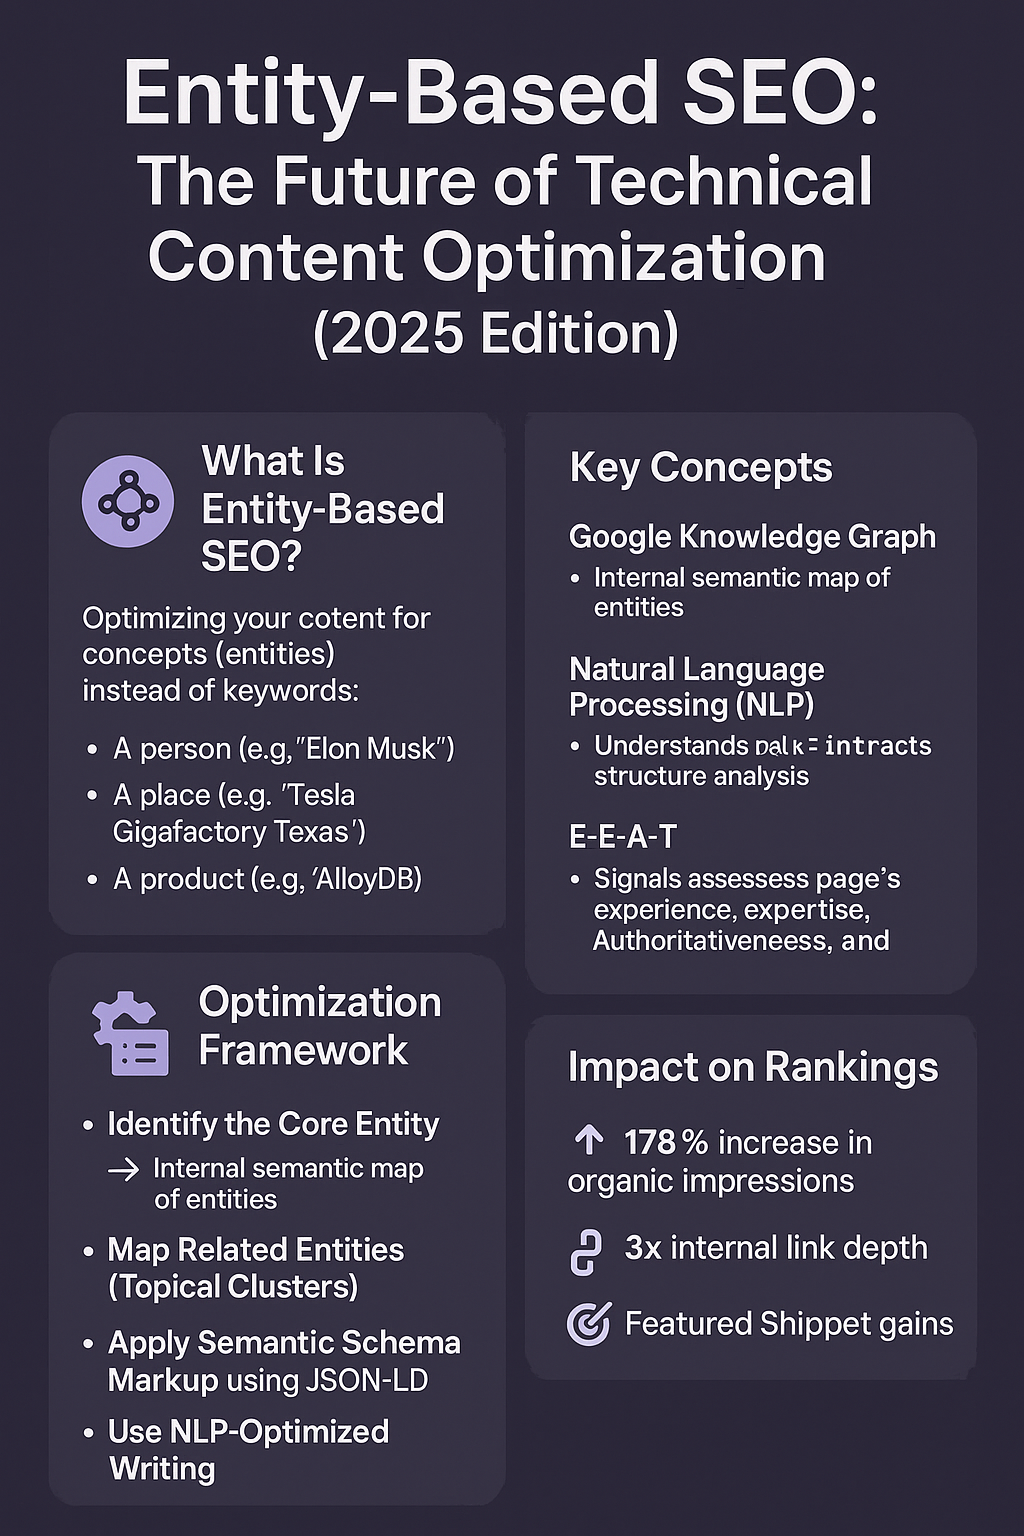 Entity-Based SEO:
The Future of Technical
Content Optimization
(2025 Edition)
What Is
Entity-Based
SEO?
Optimizing your cotent for
concepts (entities)
instead of keywords:
• A person (e.g,"Elon Musk")
• A place (e.g. 'Tesla
Gigafactory Texas')
• A product (e.g, 'AlloyDB)
Optimization
Framework
• Identify the Core Entity
→ Internal semantic map
of entities
• Map Related Entities
(Topical Clusters)
• Apply Semantic Schema
Markup using JSON-LD
• Use NLP-Optimized
Writing
Key Concepts
Google Knowledge Graph
• Internal semantic map of
entities
Natural Language
Processing (NLP)
• Understands intracts
structure analysis
E-E-A-T
• Signals assessess page's
experience, expertise,
Authoritativeneess, and
Impact on Rankings
↑ 178% increase in
organic impressions
3x internal link depth
Featured Shippet gains